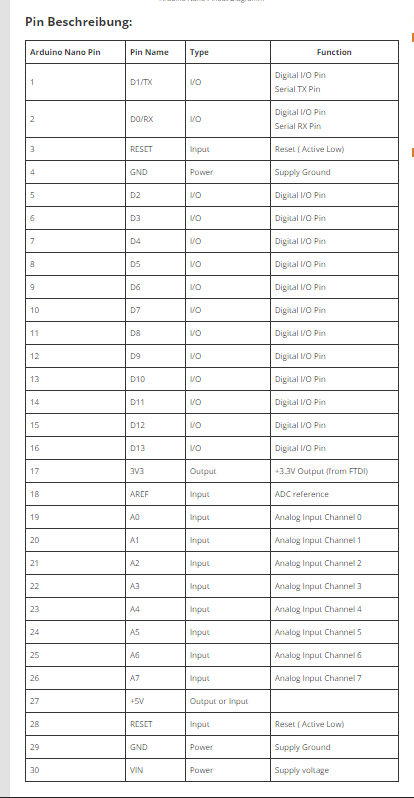 Pin Beschreibung:
Arduino Nano Pin Pin Name Type Function
1 D1/TX I/O Digital I/O Pin
Serial TX Pin
2 D0/RX I/O Digital I/O Pin
Serial RX Pin
3 RESET Input Reset ( Active Low)
4 GND Power Supply Ground
5 D2 I/O Digital I/O Pin
6 D3 I/O Digital I/O Pin
7 D4 I/O Digital I/O Pin
8 D5 I/O Digital I/O Pin
9 D6 I/O Digital I/O Pin
10 D7 I/O Digital I/O Pin
11 D8 I/O Digital I/O Pin
12 D9 I/O Digital I/O Pin
13 D10 I/O Digital I/O Pin
14 D11 I/O Digital I/O Pin
15 D12 I/O Digital I/O Pin
16 D13 I/O Digital I/O Pin
17 3V3 Output +3.3V Output (from FTDI)
18 AREF Input ADC reference
19 A0 Input Analog Input Channel 0
20 A1 Input Analog Input Channel 1
21 A2 Input Analog Input Channel 2
22 A3 Input Analog Input Channel 3
23 A4 Input Analog Input Channel 4
24 A5 Input Analog Input Channel 5
25 A6 Input Analog Input Channel 6
26 A7 Input Analog Input Channel 7
27 +5V Output or Input
28 RESET Input Reset ( Active Low)
29 GND Power Supply Ground
30 VIN Power Supply voltage